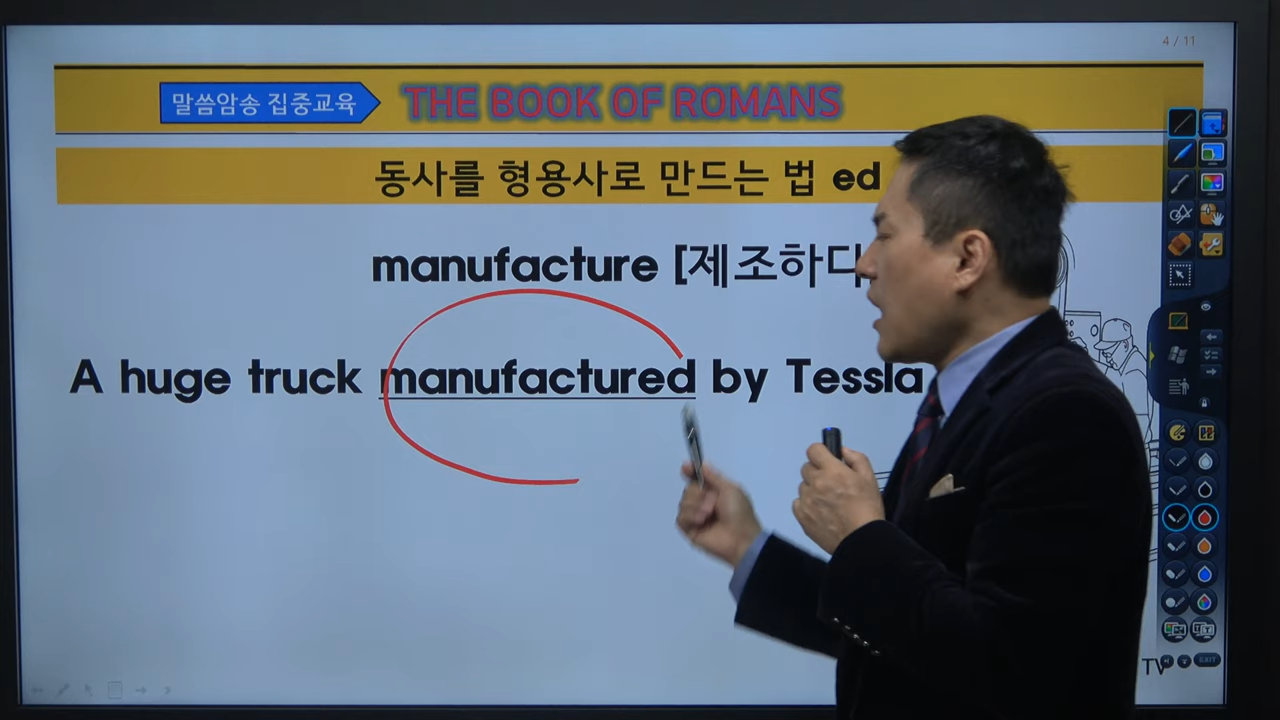 4 / 11
말씀암송 집중교육 THE BOOK OF ROMANS
동사를 형용사로 만드는 법 ed
manufacture [제조하다
A huge truck manufactured by Tessla
EXIT
TV